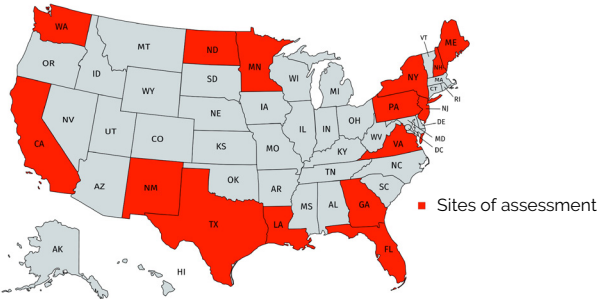 WA
MT
ND
MN
VT
ME
OR
ID
SD
WI
NH
NY
MA
WY
MI
CT
RI
IA
PA
NJ
NE
OH
NV
IL
IN
DE
UT
CO
WV
MD
CA
KS
MO
KY
VA
DC
TN
NC
AZ
NM
OK
AR
SC
MS
AL
GA
Sites of assessment
TX
LA
AK
FL
HI